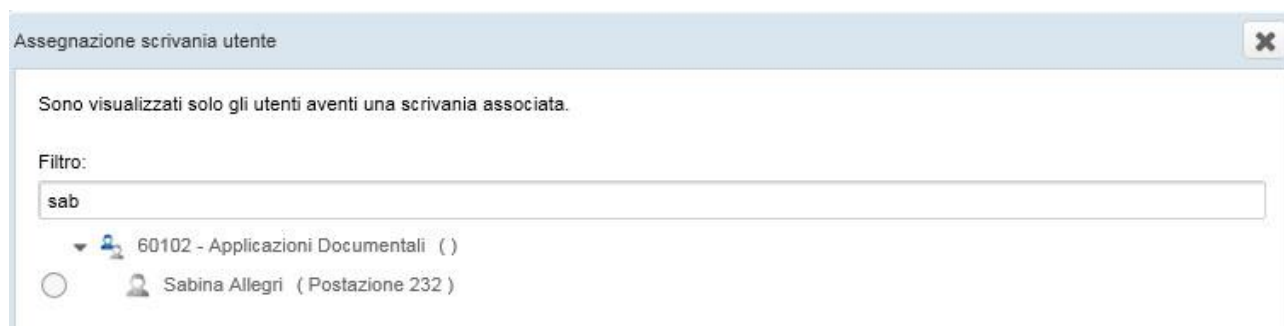 Assegnazione scrivania utente
Sono visualizzati solo gli utenti aventi una scrivania associata.
Filtro:
sab
60102 - Applicazioni Documentali ( )
Sabina Allegri ( Postazione 232 )